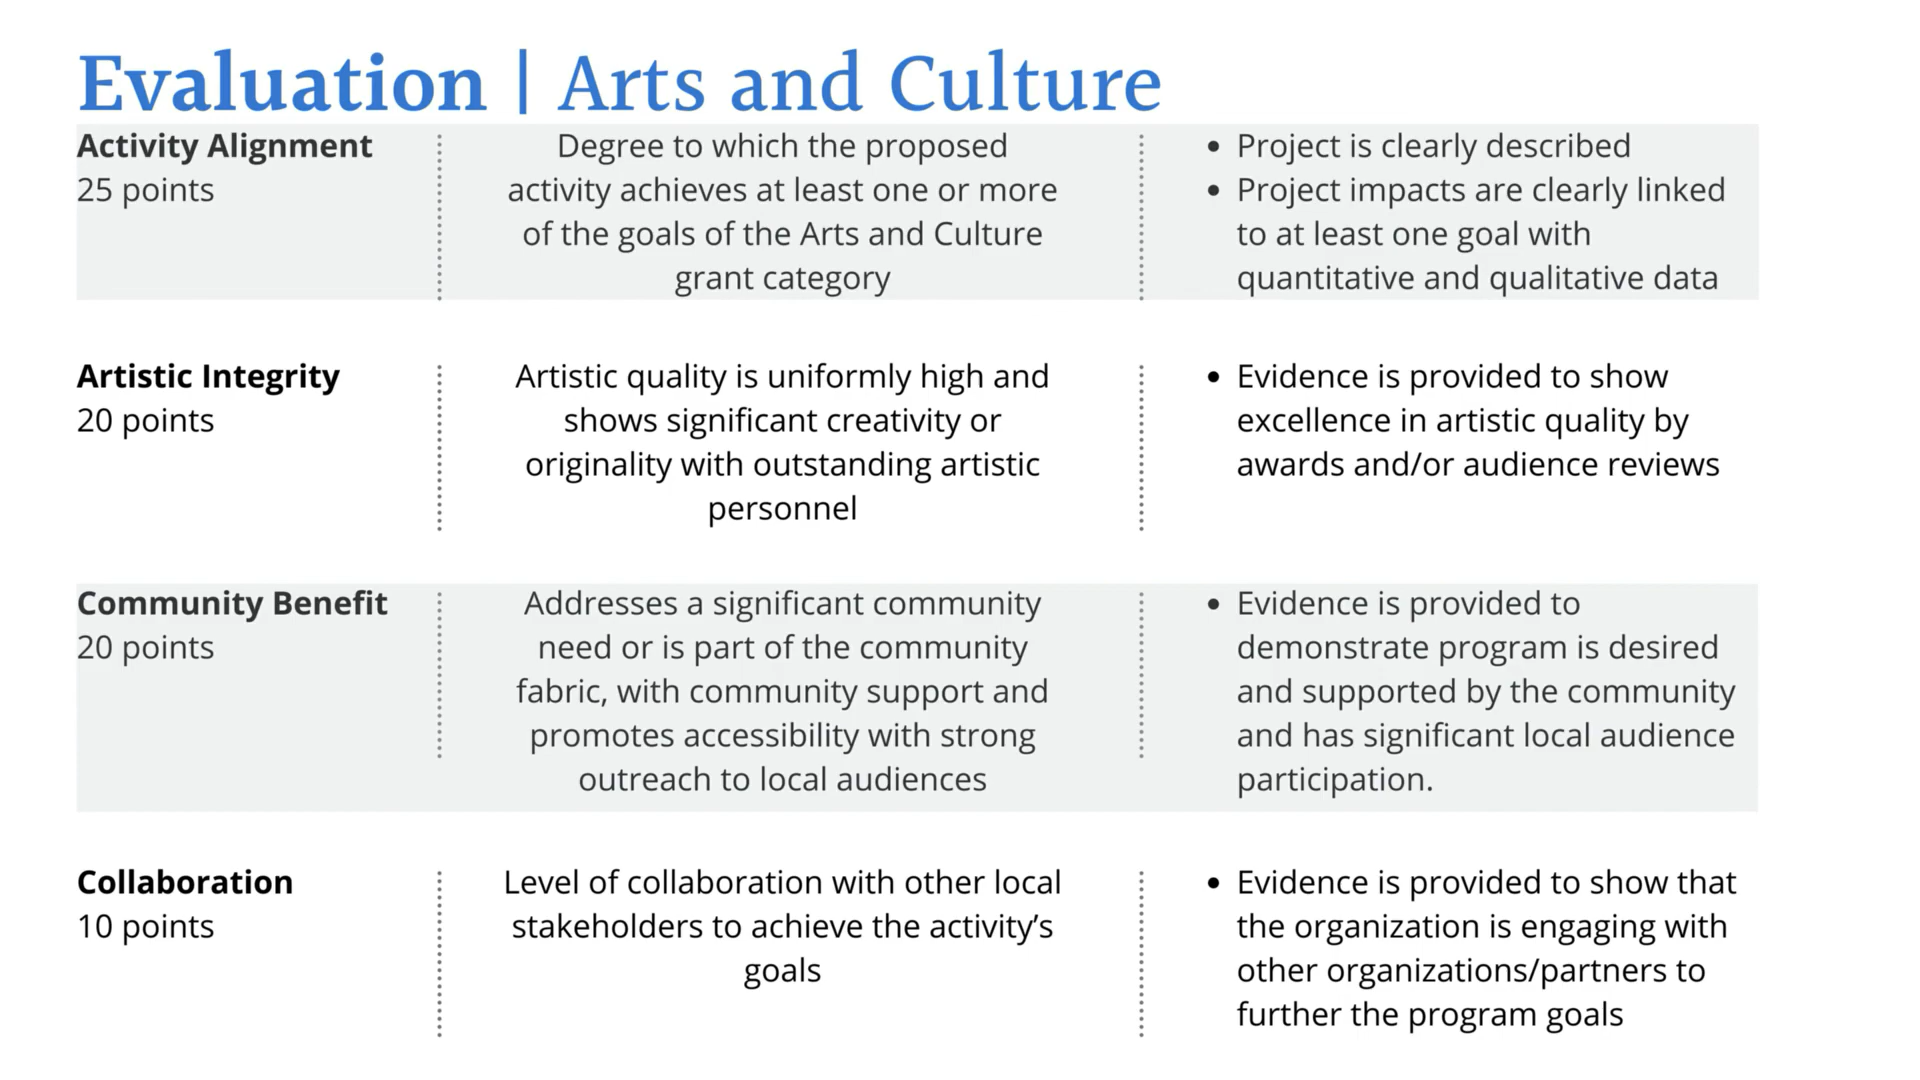 Evaluation | Arts and Culture
Activity Alignment
25 points
Degree to which the proposed
activity achieves at least one or more
of the goals of the Arts and Culture
grant category
• Project is clearly described
• Project impacts are clearly linked
to at least one goal with
quantitative and qualitative data
Artistic Integrity
20 points
Artistic quality is uniformly high and
shows significant creativity or
originality with outstanding artistic
personnel
• Evidence is provided to show
excellence in artistic quality by
awards and/or audience reviews
Community Benefit
20 points
Addresses a significant community
need or is part of the community
fabric, with community support and
promotes accessibility with strong
outreach to local audiences
• Evidence is provided to
demonstrate program is desired
and supported by the community
and has significant local audience
participation.
Collaboration
10 points
Level of collaboration with other local
stakeholders to achieve the activity’s
goals
• Evidence is provided to show that
the organization is engaging with
other organizations/partners to
further the program goals